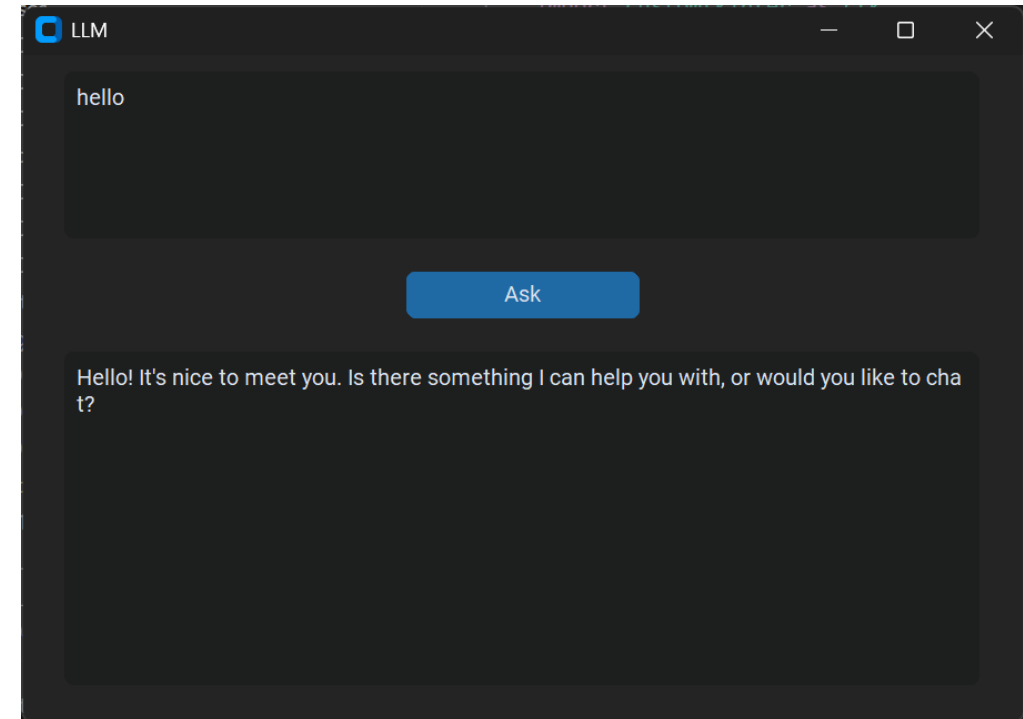 LLM
hello
Ask
Hello! It's nice to meet you. Is there something I can help you with, or would you like to cha
t?